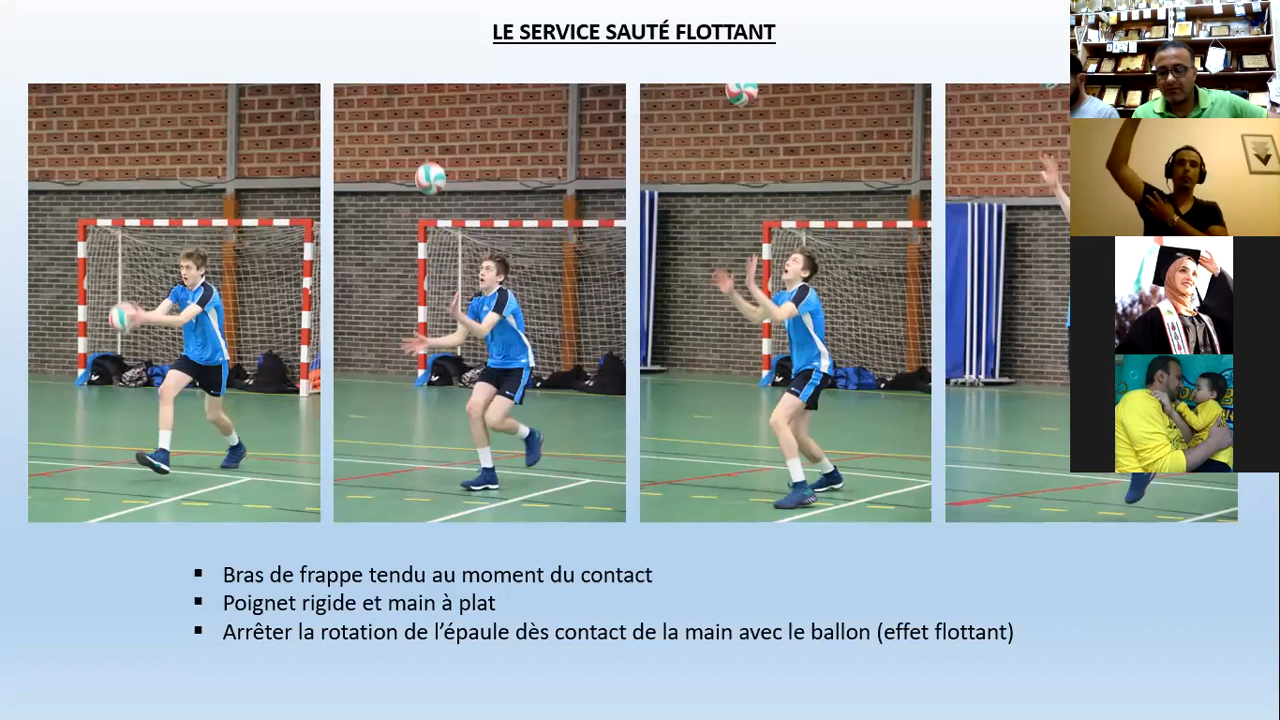 LE SERVICE SAUTÉ FLOTTANT
▪ Bras de frappe tendu au moment du contact
▪ Poignet rigide et main à plat
▪ Arrêter la rotation de l’épaule dès contact de la main avec le ballon (effet flottant)